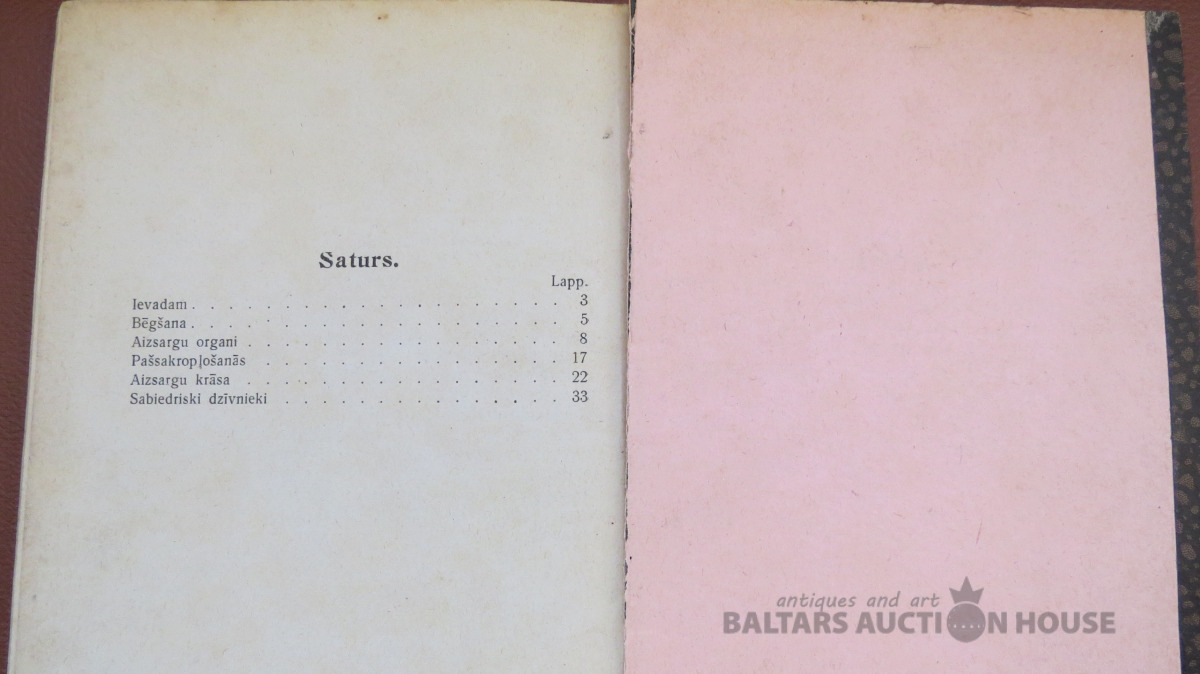 Saturs.
Lapp.
Ievadam . . . . . . . . . . . . . . . . . . . . 3
Bēgšana . . . . . . . . . . . . . . . . . . . . 5
Aizsargu organi . . . . . . . . . . . . . . . . . 8
Pašsakropļošanās . . . . . . . . . . . . . . . . 17
Aizsargu krāsa . . . . . . . . . . . . . . . . . 22
Sabiedriski dzīvnieki . . . . . . . . . . . . . . . 33
antiques and art
BALTARS AUCTION HOUSE